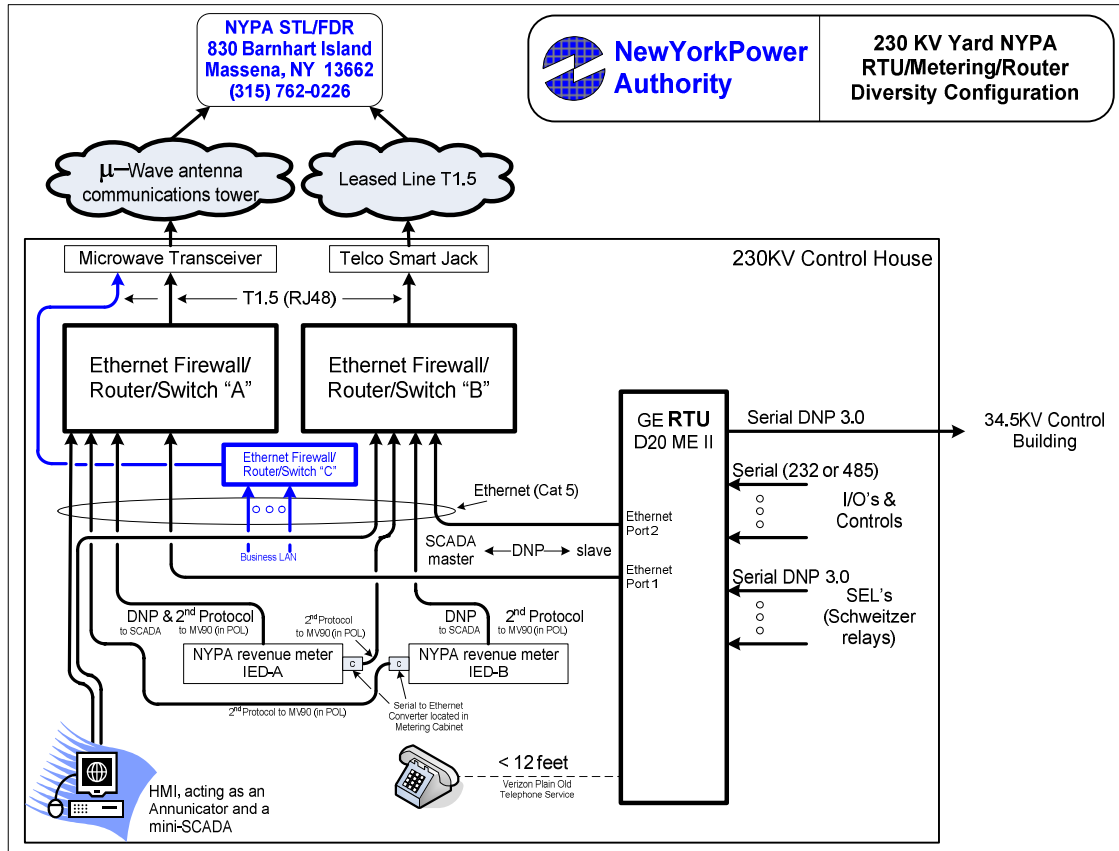 NYPA STL/FDR
830 Barnhart Island
Massena, NY 13662
(315) 762-0226
NewYorkPower
Authority
230 KV Yard NYPA
RTU/Metering/Router
Diversity Configuration
μ–Wave antenna
communications tower
Leased Line T1.5
Microwave Transceiver
Telco Smart Jack
230KV Control House
T1.5 (RJ48)
Ethernet Firewall/
Router/Switch “A”
Ethernet Firewall/
Router/Switch “B”
GE RTU
D20 ME II
Serial DNP 3.0
34.5KV Control
Building
Ethernet Firewall/
Router/Switch “C”
Serial (232 or 485)
I/O's &
Controls
Ethernet (Cat 5)
Ethernet
Port 2
Business LAN
SCADA
master
DNP
slave
Ethernet
Port 1
Serial DNP 3.0
SEL's
(Schweitzer
relays)
DNP & 2nd Protocol
to SCADA to MV90 (in POL)
2nd Protocol
to MV90 (in POL)
DNP 2nd Protocol
to SCADA to MV90 (in POL)
NYPA revenue meter
IED-A
C
C
NYPA revenue meter
IED-B
2nd Protocol to MV90 (in POL)
Serial to Ethernet
Converter located in
Metering Cabinet
< 12 feet
Verizon Plain Old
Telephone Service
HMI, acting as an
Annunicator and a
mini-SCADA